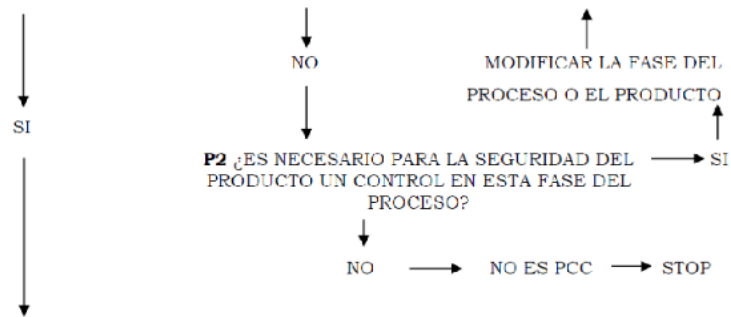 NO
MODIFICAR LA FASE DEL
PROCESO O EL PRODUCTO
SI
P2 ¿ES NECESARIO PARA LA SEGURIDAD DEL
SI
PRODUCTO UN CONTROL EN ESTA FASE DEL
PROCESO?
NO
NO ES PCC
STOP